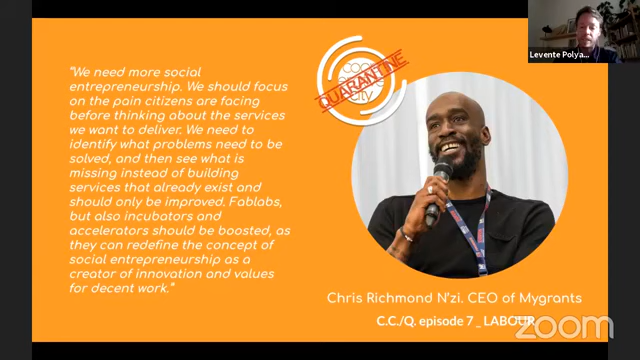 "We need more social
entrepreneurship. We should focus
on the pain citizens are facing
before thinking about the services
we want to deliver. We need to
identify what problems need to be
solved, and then see what is
missing instead of building
services that already exist and
should only be improved. Fablabs,
but also incubators and
accelerators should be boosted, as
they can redefine the concept of
social entrepreneurship as a
creator of innovation and values
for decent work."
QUARANTINE
Levente Polya...
Chris Richmond N'zi. CEO of Mygrants
C.C./Q. episode 7 _ LABOUR
zoom